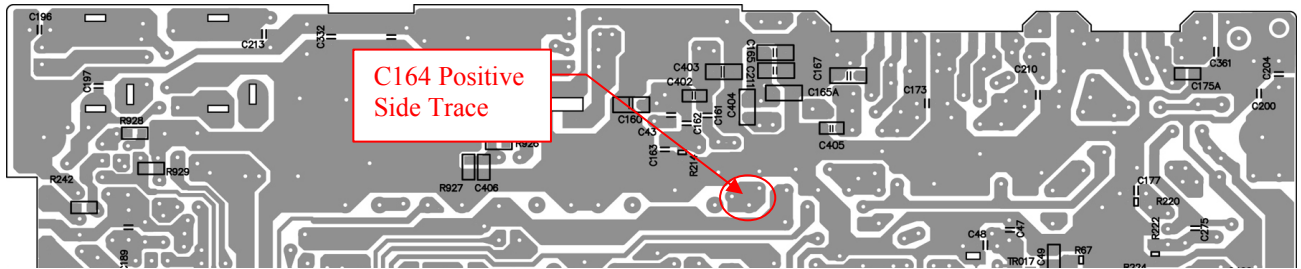 C196
C213
C332
C197
R928
R242
R929
C189
C164 Positive
Side Trace
R926
R927
C406
C160
C43
C163
R214
C162
C161
C402
C403
C404
C165
C211
C165A
C167
C405
C173
C210
C361
C175A
C204
C200
C177
R220
R222
C275
R224
C48
C47
TR017
C49
R67